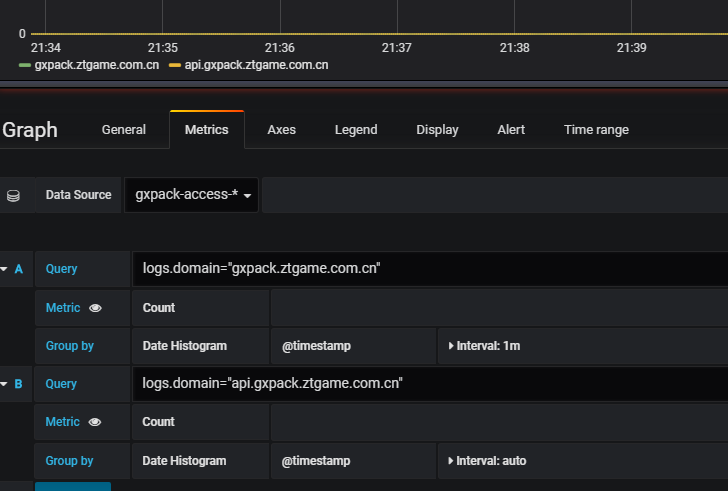 0
21:34 21:35 21:36 21:37 21:38 21:39
gxpack.ztgame.com.cn api.gxpack.ztgame.com.cn
Graph General Metrics Axes Legend Display Alert Time range
Data Source gxpack-access-*
A Query logs.domain="gxpack.ztgame.com.cn"
Metric Count
Group by Date Histogram @timestamp Interval: 1m
B Query logs.domain="api.gxpack.ztgame.com.cn"
Metric Count
Group by Date Histogram @timestamp Interval: auto